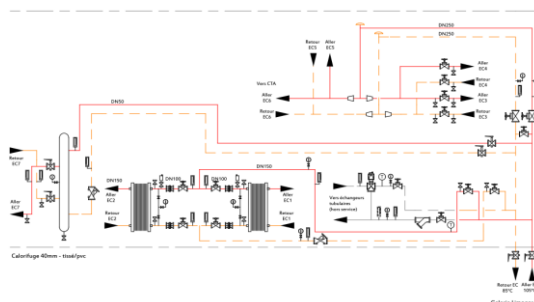 DN250
DN250
Retour
EC5
Aller
EC5
Vers CTA
Aller
EC6
Retour
EC6
Aller
EC4
Retour
EC4
Aller
EC3
Retour
EC3
DN50
Retour
EC7
Aller
EC7
DN150
DN100
DN100
DN150
Aller
EC2
Retour
EC2
Aller
EC1
Retour
EC1
Vers échangeurs
tubulaires
(hors service)
Calorifuge 40mm - tissé/pvc
Retour EC